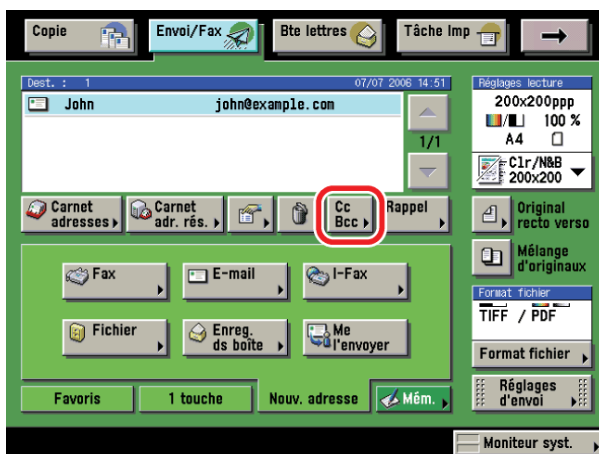 Copie
Envoi/Fax
Bte lettres
Tâche Imp
Dest. : 1
07/07 2006 14:51
John
john@example.com
1/1
Carnet
adresses
Carnet
adr. rés.
Cc
Bcc
Rappel
Fax
E-mail
I-Fax
Fichier
Enreg.
ds boîte
Me
l'envoyer
Favoris
1 touche
Nouv. adresse
Mém.
Réglages lecture
200x200ppp
100 %
A4
Clr/N&B
200x200
Original
recto verso
Mélange
d'originaux
Format fichier
TIFF / PDF
Format fichier
Réglages
d'envoi
Moniteur syst.